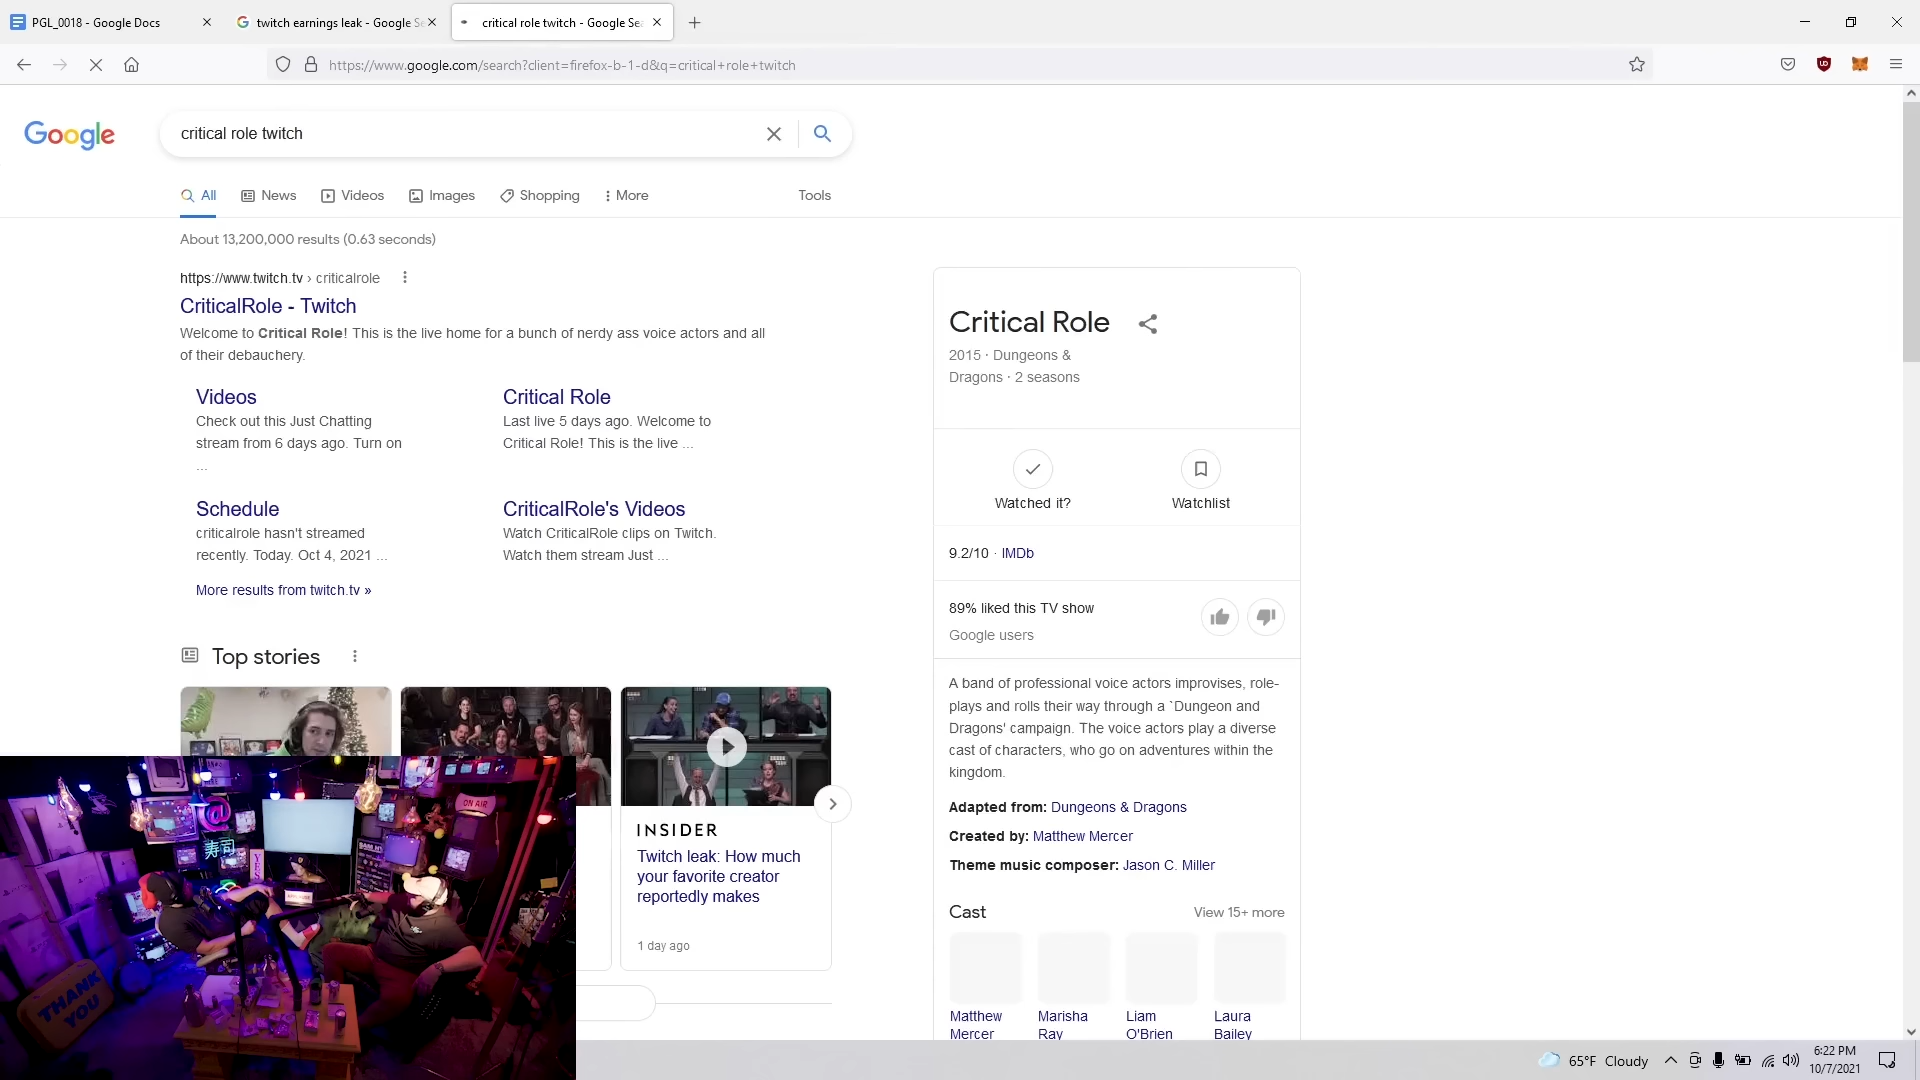 PGL_0018 - Google Docs
twitch earnings leak - Google Se
critical role twitch - Google Sea
https://www.google.com/search?client=firefox-b-1-d&q=critical+role+twitch
Google
critical role twitch
All
News
Videos
Images
Shopping
More
Tools
About 13,200,000 results (0.63 seconds)
https://www.twitch.tv › criticalrole
CriticalRole - Twitch
Welcome to Critical Role! This is the live home for a bunch of nerdy ass voice actors and all
of their debauchery.
Videos
Check out this Just Chatting
stream from 6 days ago. Turn on
...
Critical Role
Last live 5 days ago. Welcome to
Critical Role! This is the live ...
Schedule
criticalrole hasn't streamed
recently. Today. Oct 4, 2021 ...
CriticalRole's Videos
Watch CriticalRole clips on Twitch.
Watch them stream Just ...
More results from twitch.tv »
Top stories
INSIDER
Twitch leak: How much
your favorite creator
reportedly makes
1 day ago
Critical Role
2015 · Dungeons &
Dragons · 2 seasons
Watched it?
Watchlist
9.2/10 · IMDb
89% liked this TV show
Google users
A band of professional voice actors improvises, role-
plays and rolls their way through a `Dungeon and
Dragons' campaign. The voice actors play a diverse
cast of characters, who go on adventures within the
kingdom.
Adapted from: Dungeons & Dragons
Created by: Matthew Mercer
Theme music composer: Jason C. Miller
Cast
View 15+ more
Matthew
Mercer
Marisha
Ray
Liam
O'Brien
Laura
Bailey
ON AIR
寿司
@
YES
THANK
YOU
65°F Cloudy
6:22 PM
10/7/2021